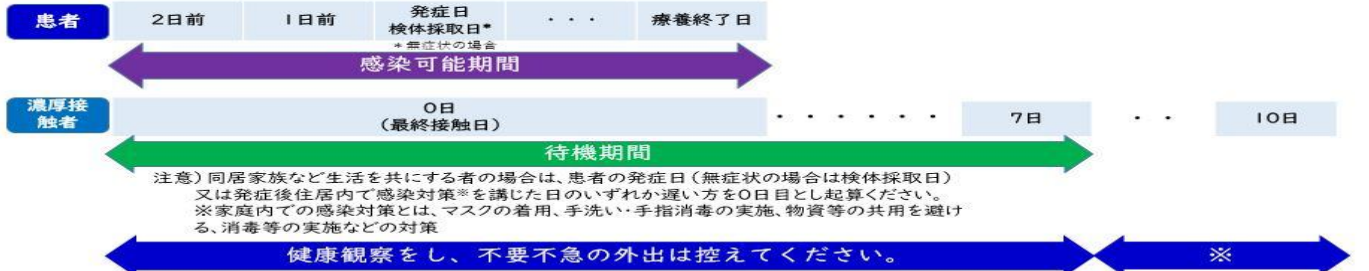 患者
2日前
1日前
発症日
検体採取日*
・・・
療養終了日
*無症状の場合
感染可能期間
濃厚接
触者
0日
(最終接触日)
・・・・・・
7日
・・
10日
待機期間
注意)同居家族など生活を共にする者の場合は、患者の発症日(無症状の場合は検体採取日)
又は発症後住居内で感染対策※を講じた日のいずれか遅い方を0日目とし起算ください。
※家庭内での感染対策とは、マスクの着用、手洗い・手指消毒の実施、物資等の共用を避け
る、消毒等の実施などの対策
健康観察をし、不要不急の外出は控えてください。
※